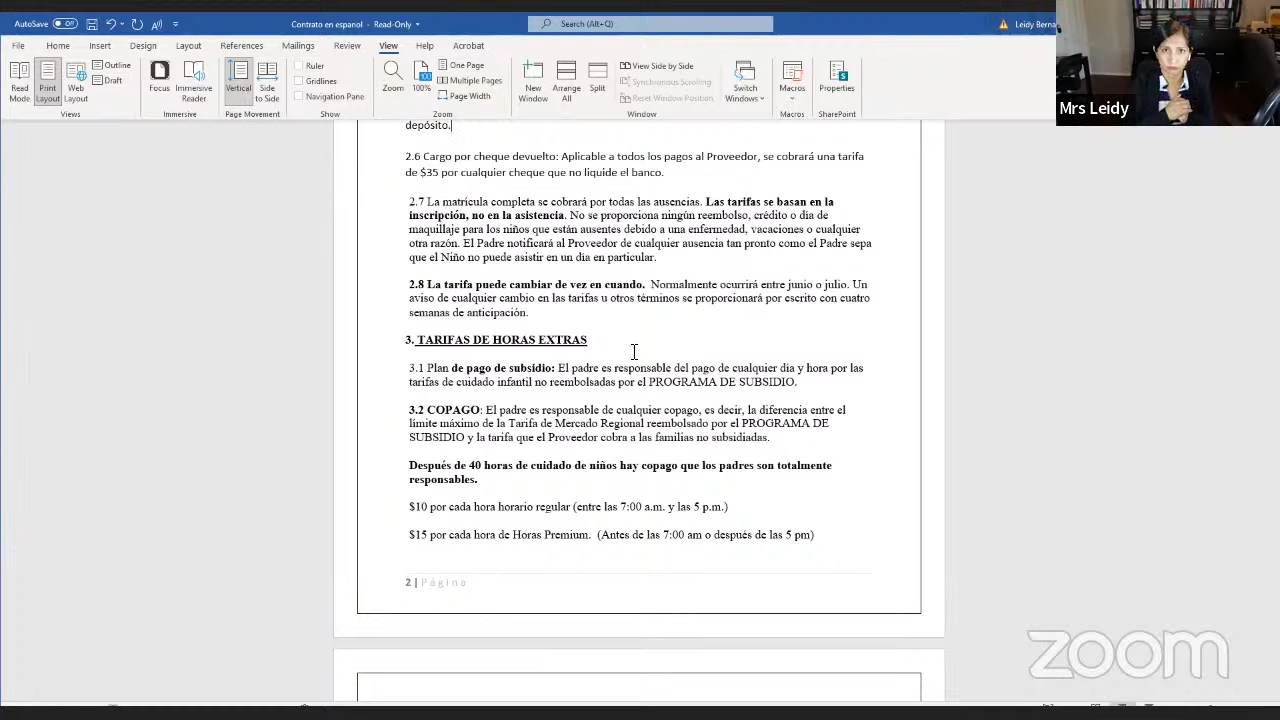 AutoSave Off Contrato en espanol - Read-Only Search (Alt+Q) Leidy Berna
File Home Insert Design Layout References Mailings Review View Help Acrobat
Read Mode
Print Layout
Web Layout
Outline
Draft
Views
Focus
Immersive Reader
Immersive
Vertical
Side to Side
Page Movement
Ruler
Gridlines
Navigation Pane
Show
Zoom
100%
One Page
Multiple Pages
Page Width
Zoom
New Window
Arrange All
Split
View Side by Side
Synchronous Scrolling
Reset Window Position
Window
Switch Windows
Macros
Macros
Properties
SharePoint
Mrs Leidy
depósito.
2.6 Cargo por cheque devuelto: Aplicable a todos los pagos al Proveedor, se cobrará una tarifa
de $35 por cualquier cheque que no liquide el banco.
2.7 La matrícula completa se cobrará por todas las ausencias. Las tarifas se basan en la
inscripción, no en la asistencia. No se proporciona ningún reembolso, crédito o día de
maquillaje para los niños que están ausentes debido a una enfermedad, vacaciones o cualquier
otra razón. El Padre notificará al Proveedor de cualquier ausencia tan pronto como el Padre sepa
que el Niño no puede asistir en un día en particular.
2.8 La tarifa puede cambiar de vez en cuando. Normalmente ocurrirá entre junio o julio. Un
aviso de cualquier cambio en las tarifas u otros términos se proporcionará por escrito con cuatro
semanas de anticipación.
3. TARIFAS DE HORAS EXTRAS
3.1 Plan de pago de subsidio: El padre es responsable del pago de cualquier día y hora por las
tarifas de cuidado infantil no reembolsadas por el PROGRAMA DE SUBSIDIO.
3.2 COPAGO: El padre es responsable de cualquier copago, es decir, la diferencia entre el
límite máximo de la Tarifa de Mercado Regional reembolsado por el PROGRAMA DE
SUBSIDIO y la tarifa que el Proveedor cobra a las familias no subsidiadas.
Después de 40 horas de cuidado de niños hay copago que los padres son totalmente
responsables.
$10 por cada hora horario regular (entre las 7:00 a.m. y las 5 p.m.)
$15 por cada hora de Horas Premium. (Antes de las 7:00 am o después de las 5 pm)
2 | Página
zoom